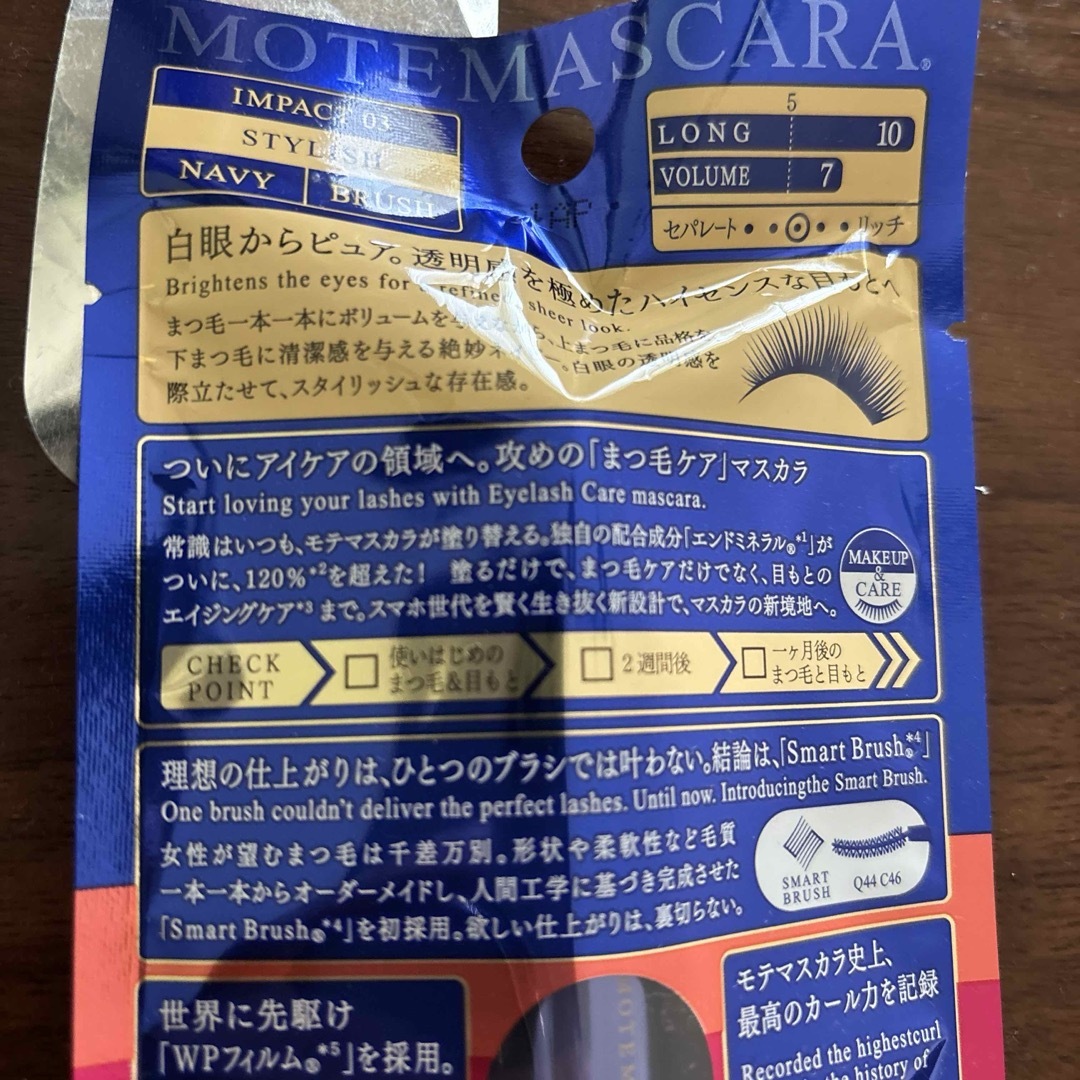 MOTEMASCARA®
IMPACT 03
STYLISH
NAVY
BRUSH
5
LONG 10
VOLUME 7
セパレート リッチ
白眼からピュア。透明感を極めたハイセンスな目もとへ
Brightens the eyes for a refined sheer look.
まつ毛一本一本にボリュームを 上まつ毛に品格を
下まつ毛に清潔感を与える絶妙 。白眼の透明感を
際立たせて、スタイリッシュな存在感。
ついにアイケアの領域へ。攻めの「まつ毛ケア」マスカラ
Start loving your lashes with Eyelash Care mascara.
常識はいつも、モテマスカラが塗り替える。独自の配合成分「エンドミネラル®*1」が
ついに、120%*2を超えた! 塗るだけで、まつ毛ケアだけでなく、目もとの
エイジングケア*3まで。スマホ世代を賢く生き抜く新設計で、マスカラの新境地へ。
MAKEUP
&
CARE
CHECK
POINT
使いはじめの
まつ毛&目もと
2週間後
一ヶ月後の
まつ毛と目もと
理想の仕上がりは、ひとつのブラシでは叶わない。結論は、「Smart Brush®*4」
One brush couldn't deliver the perfect lashes. Until now. Introducingthe Smart Brush.
女性が望むまつ毛は千差万別。形状や柔軟性など毛質
一本一本からオーダーメイドし、人間工学に基づき完成させた
「Smart Brush®*4」を初採用。欲しい仕上がりは、裏切らない。
SMART
BRUSH
Q44 C46
世界に先駆け
「WPフィルム®*5」を採用。
モテマスカラ史上、
最高のカール力を記録
Recorded the highestcurl
the history of